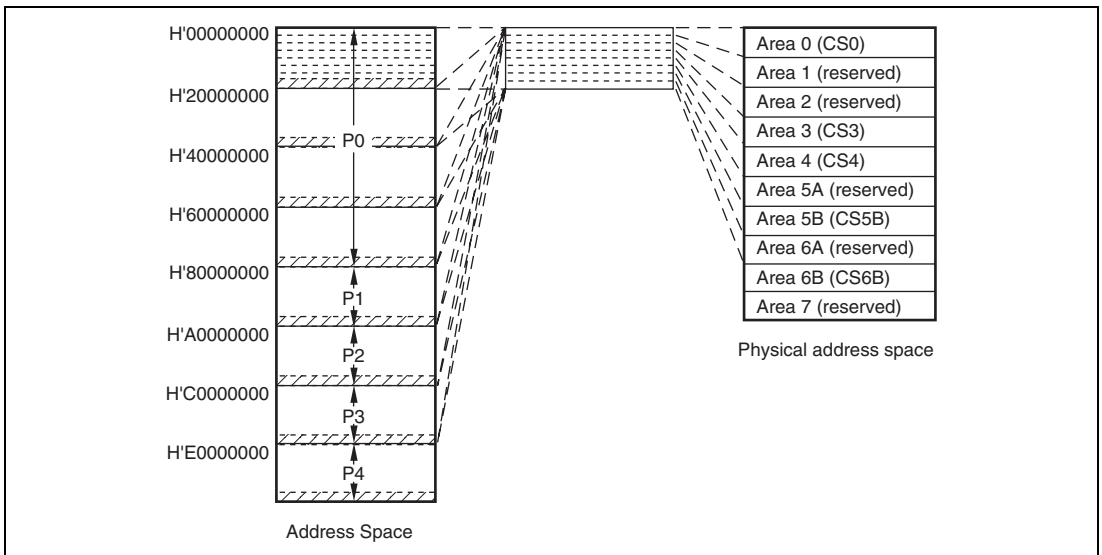 H'00000000
H'20000000
H'40000000
H'60000000
H'80000000
H'A0000000
H'C0000000
H'E0000000
P0
P1
P2
P3
P4
Address Space
Area 0 (CS0)
Area 1 (reserved)
Area 2 (reserved)
Area 3 (CS3)
Area 4 (CS4)
Area 5A (reserved)
Area 5B (CS5B)
Area 6A (reserved)
Area 6B (CS6B)
Area 7 (reserved)
Physical address space